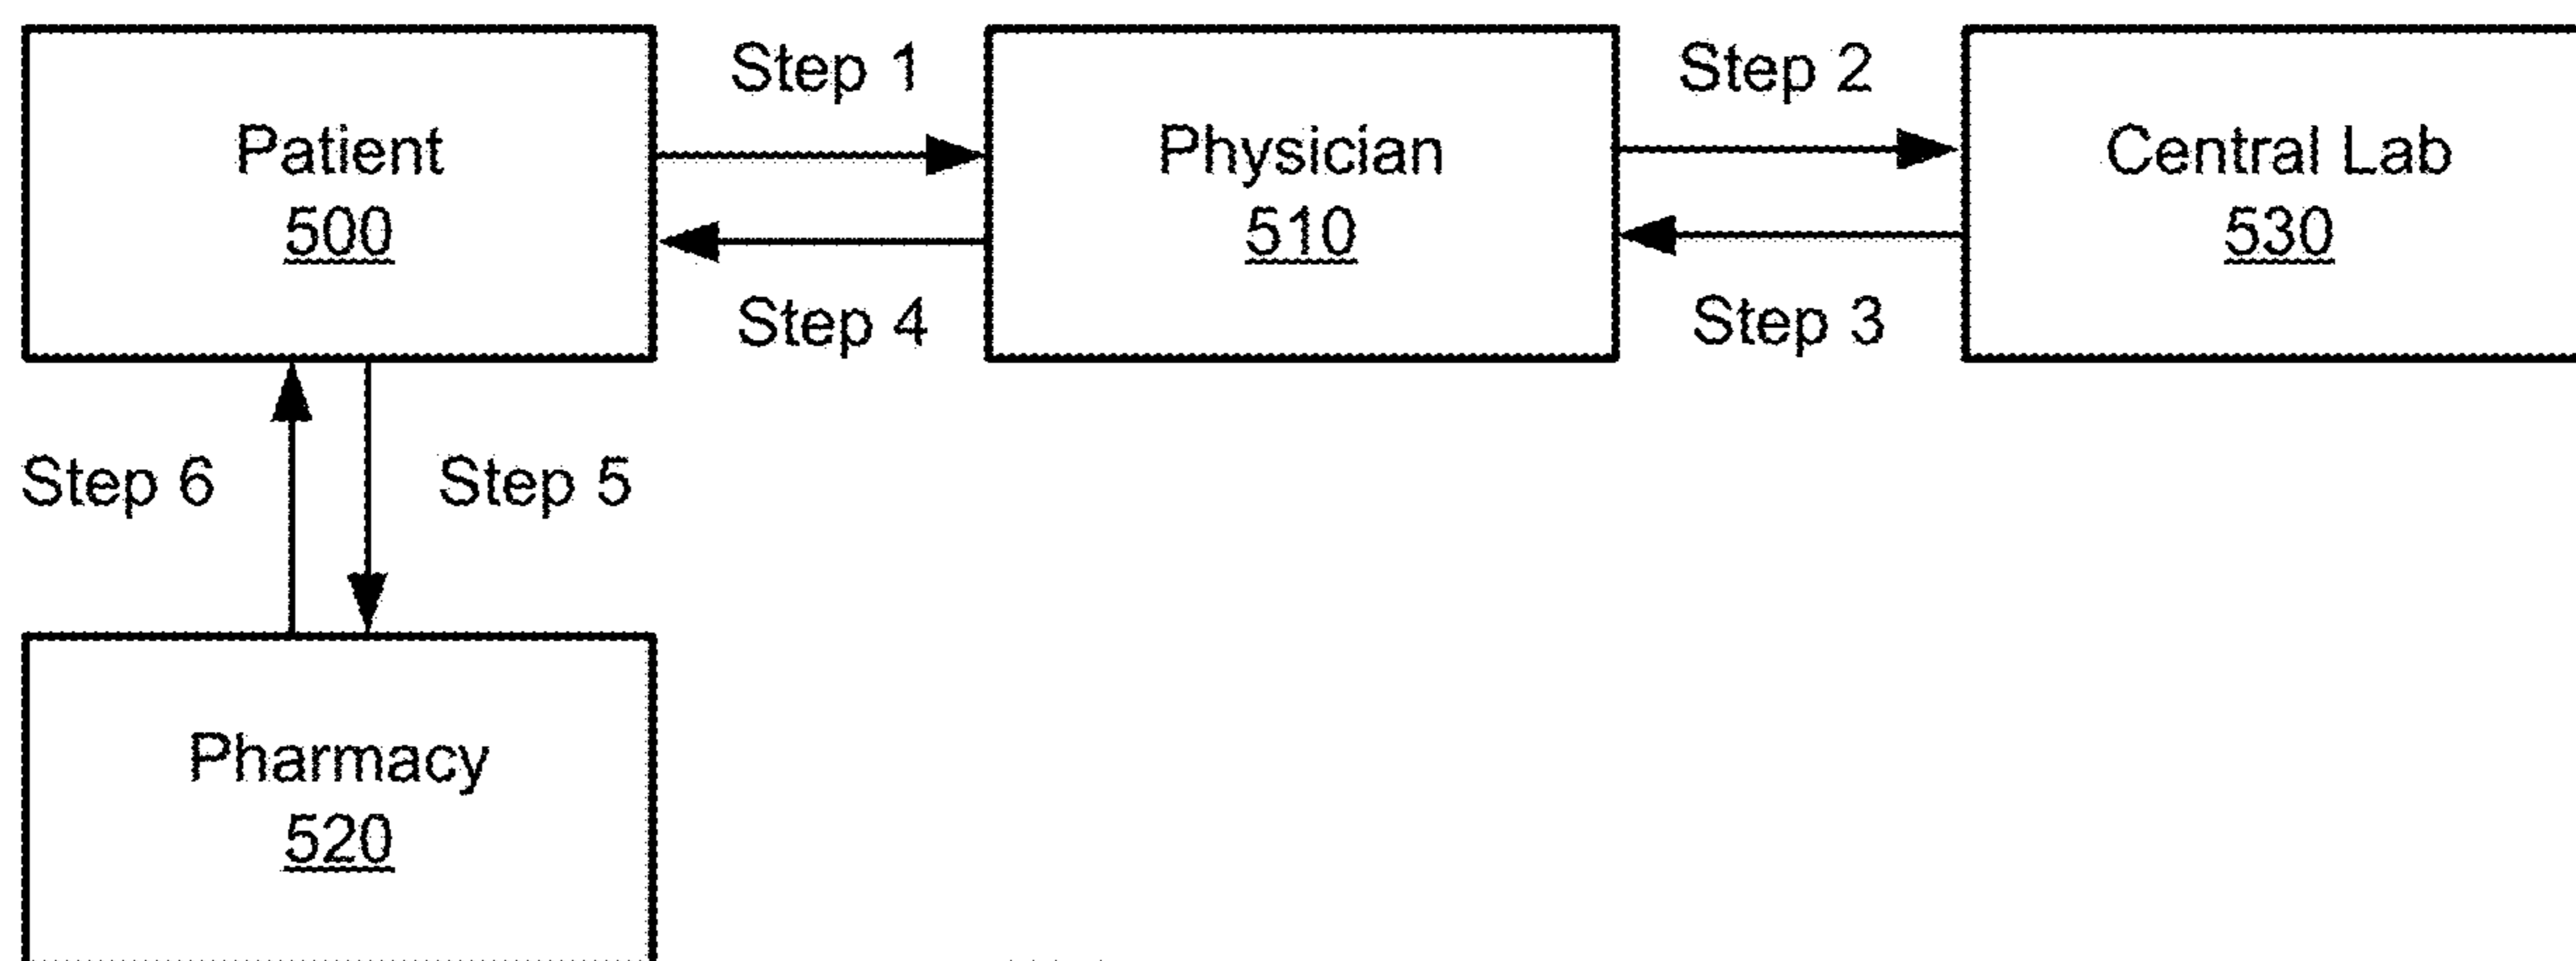 Step 1
Step 2
Patient
500
Physician
510
Central Lab
530
Step 4
Step 3
Step 6
Step 5
Pharmacy
520